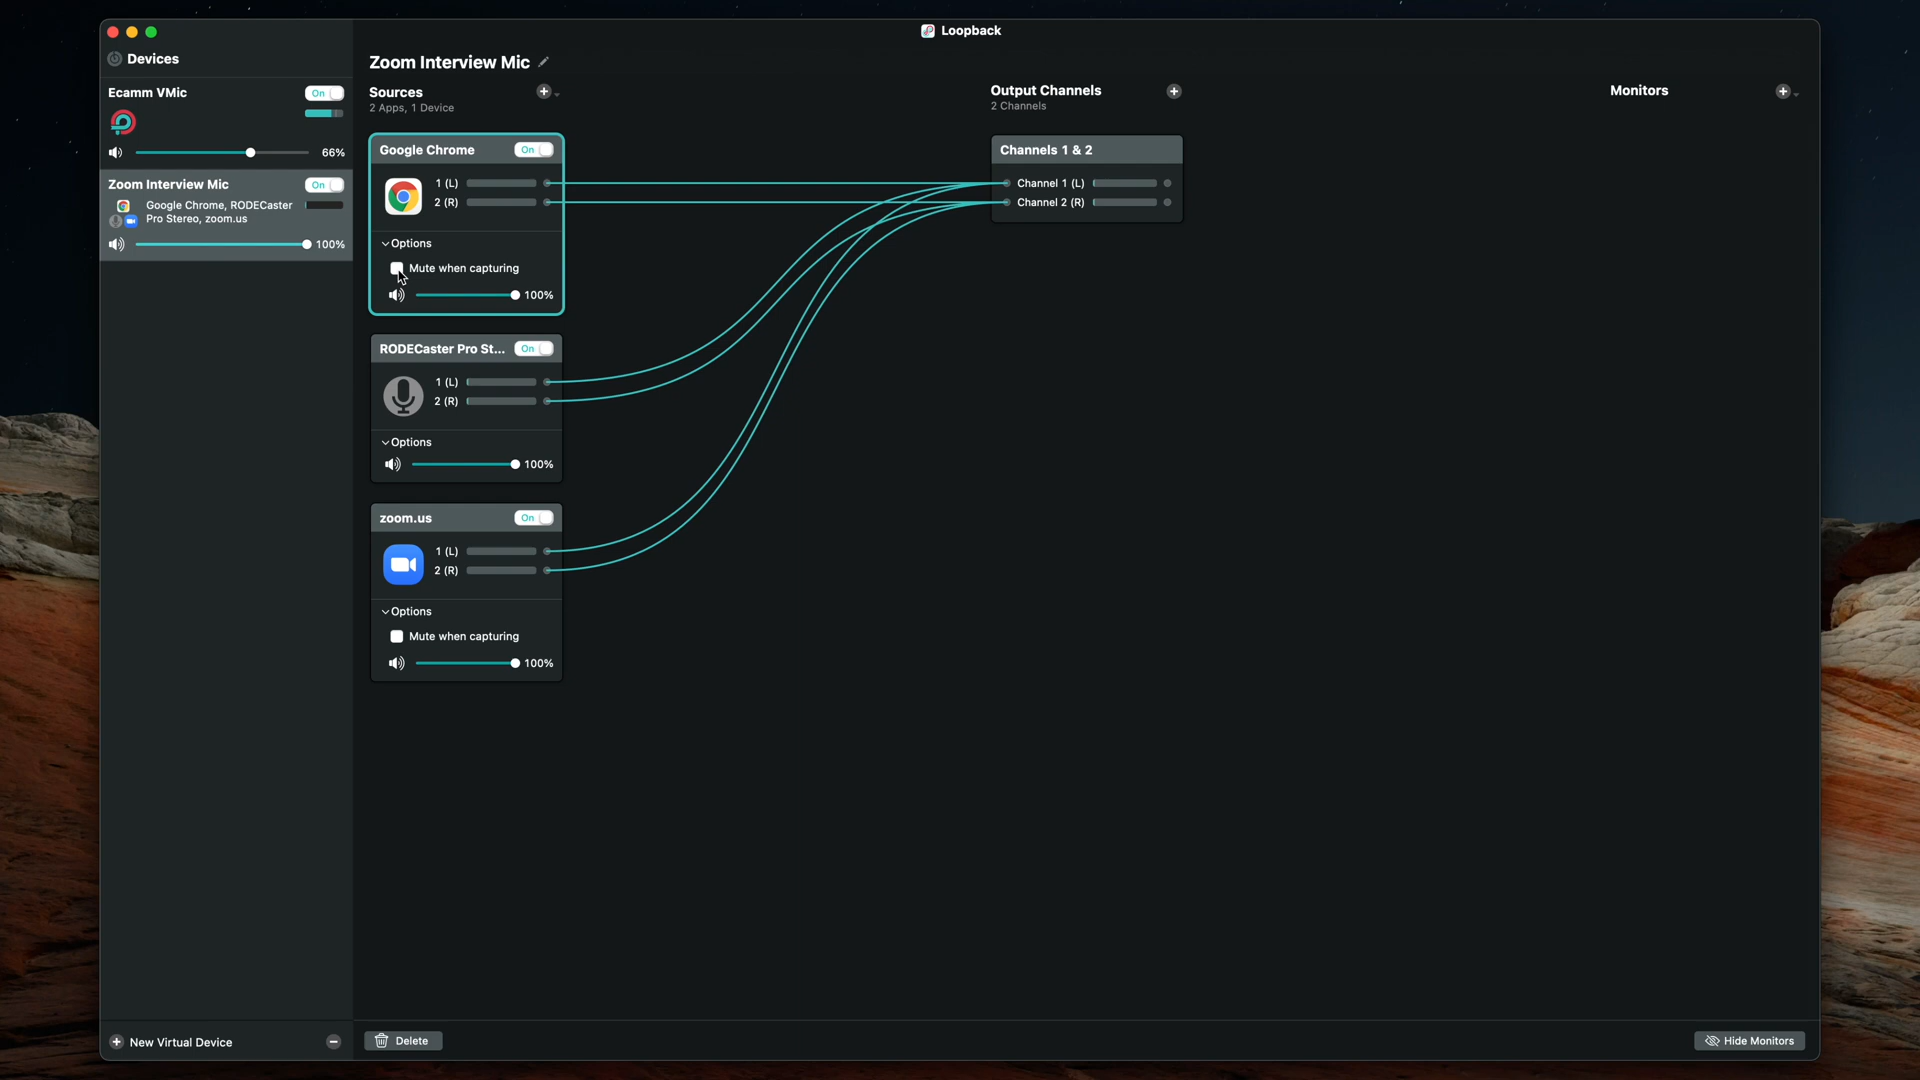 Loopback
Devices
Ecamm VMic
On
66%
Zoom Interview Mic
On
Google Chrome, RODECaster
Pro Stereo, zoom.us
100%
New Virtual Device
Zoom Interview Mic
Sources
2 Apps, 1 Device
Google Chrome
On
1 (L)
2 (R)
Options
Mute when capturing
100%
RODECaster Pro St...
On
1 (L)
2 (R)
Options
100%
zoom.us
On
1 (L)
2 (R)
Options
Mute when capturing
100%
Output Channels
2 Channels
Channels 1 & 2
Channel 1 (L)
Channel 2 (R)
Monitors
Delete
Hide Monitors